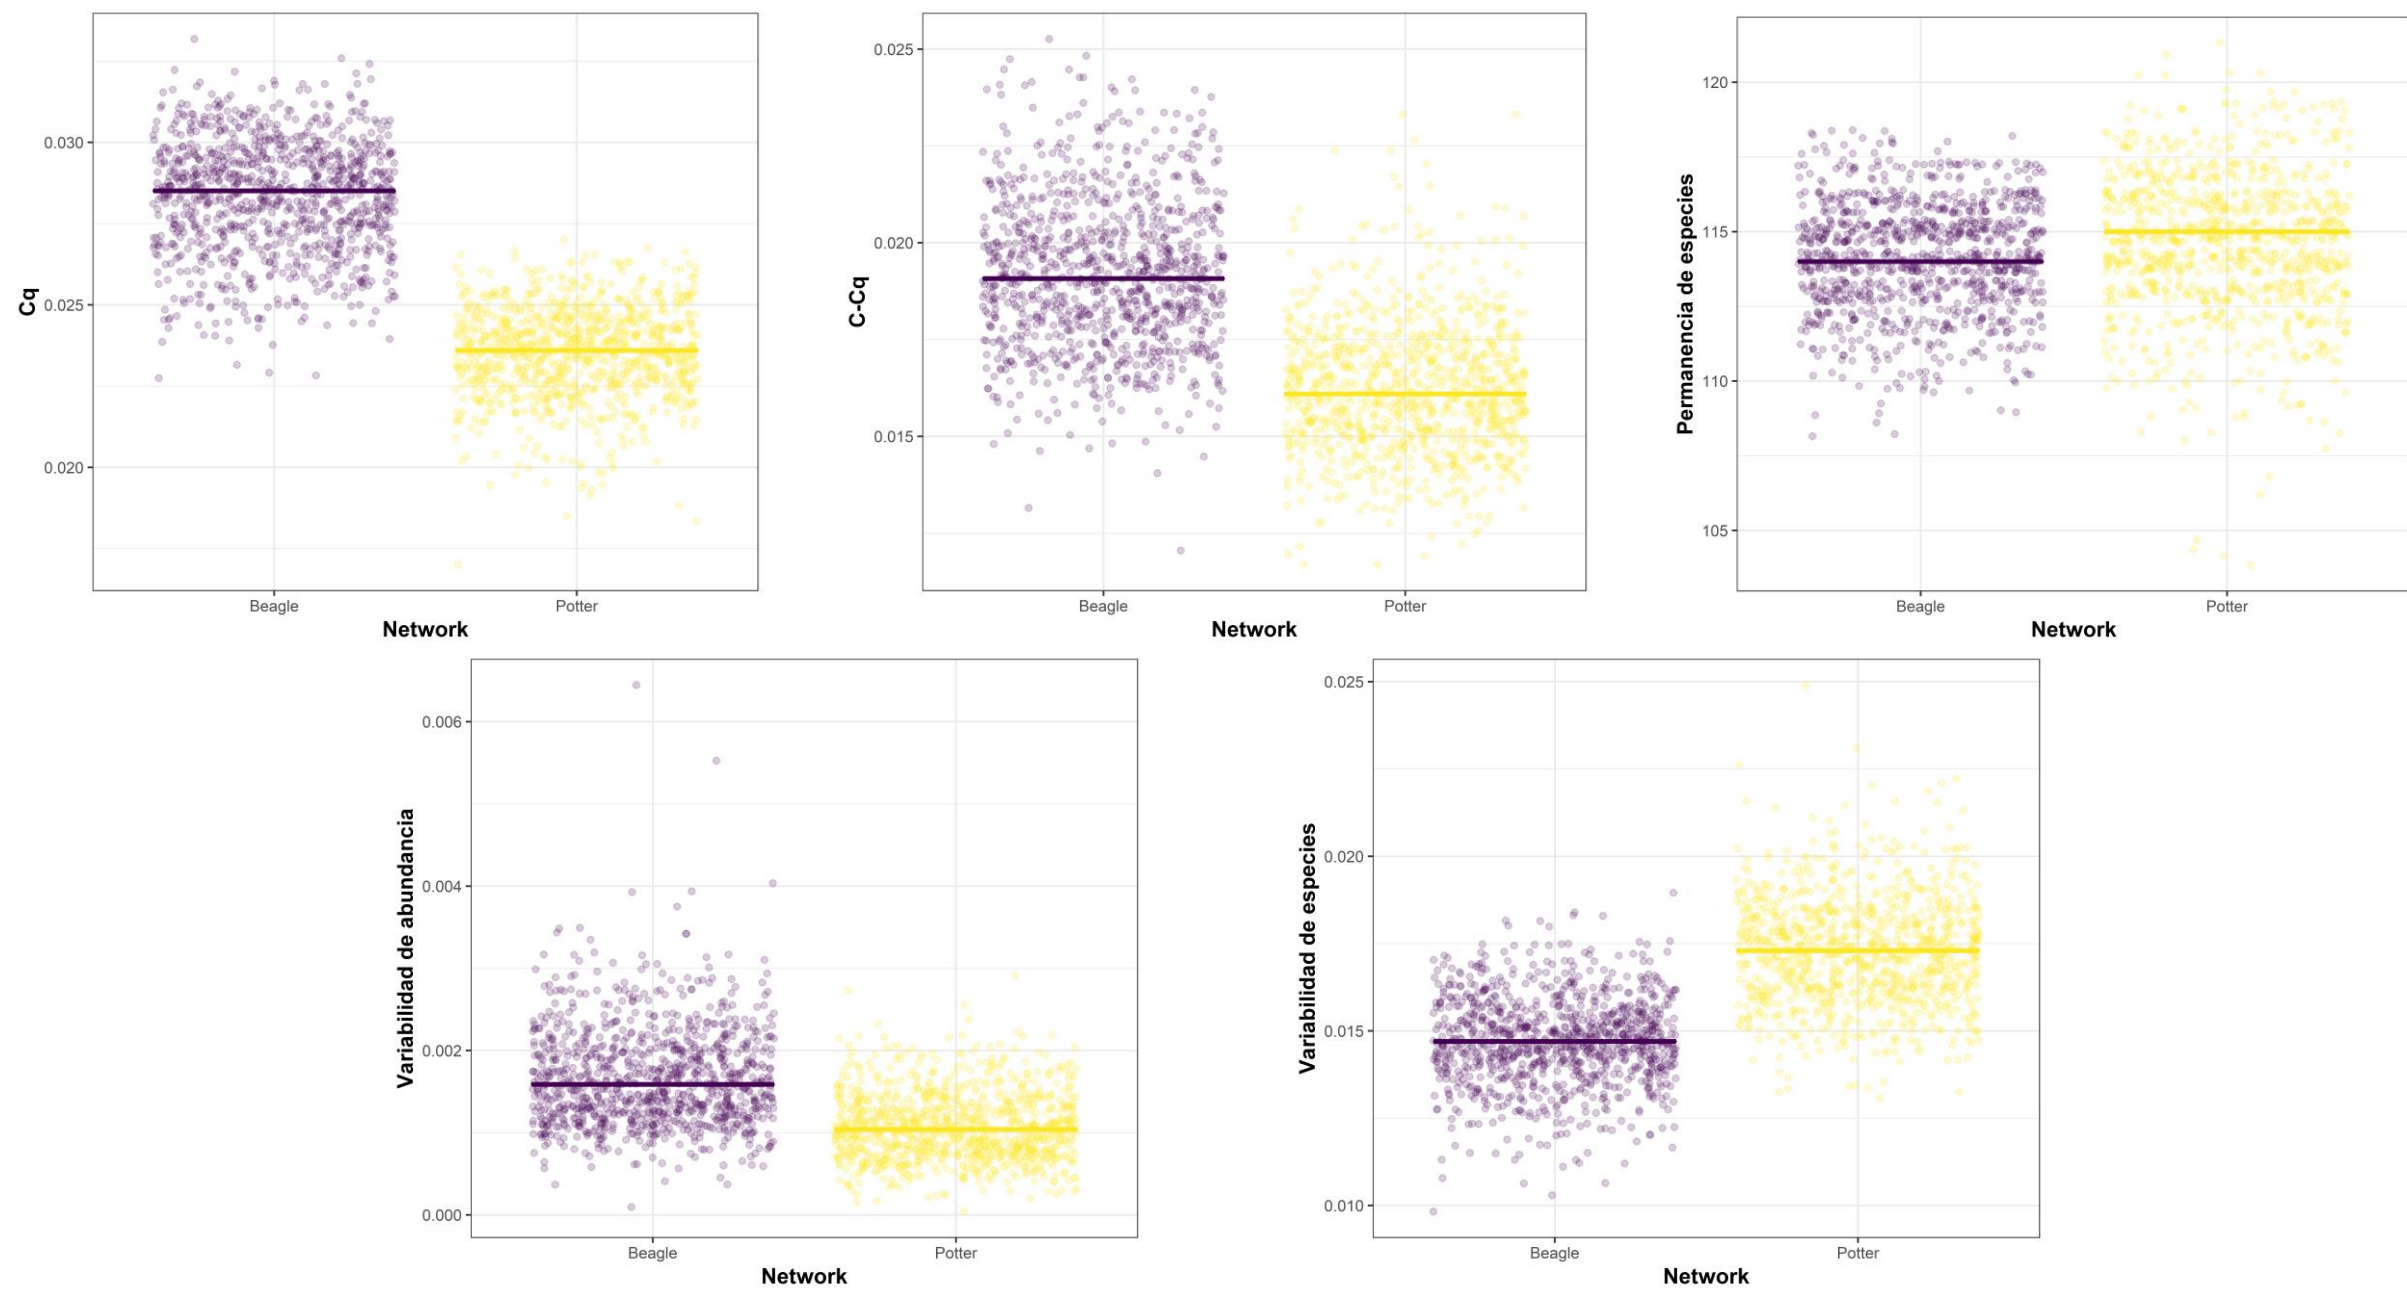 Cq
0.030
0.025
0.020
Beagle
Potter
Network
C-Cq
0.025
0.020
0.015
Beagle
Potter
Network
Permanencia de especies
120
115
110
105
Beagle
Potter
Network
Variabilidad de abundancia
0.006
0.004
0.002
0.000
Beagle
Potter
Network
Variabilidad de especies
0.025
0.020
0.015
0.010
Beagle
Potter
Network